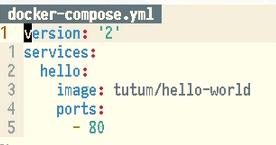 docker-compose.yml
1 version: '2'
1 services:
2   hello:
3     image: tutum/hello-world
4     ports:
5       - 80